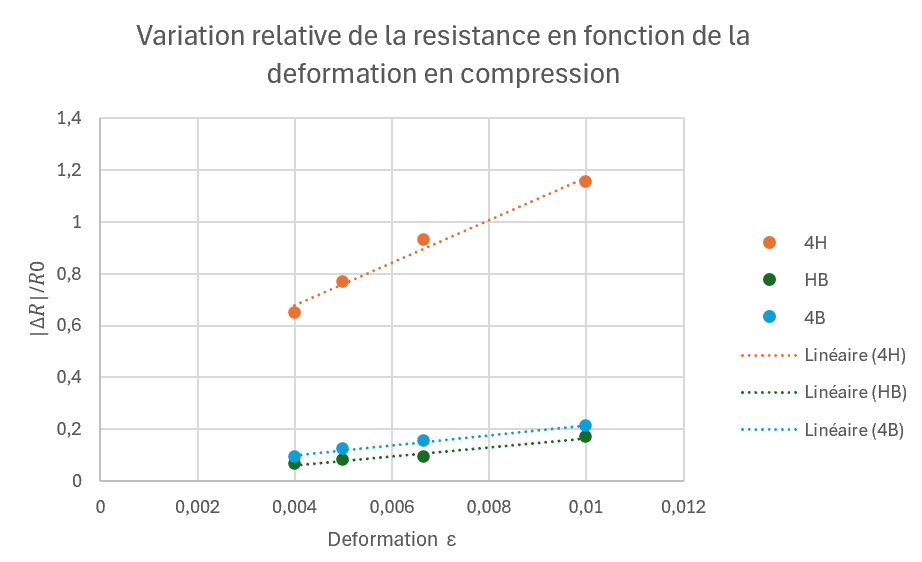 Variation relative de la resistance en fonction de la
deformation en compression
|ΔR|/R0
1,4
1,2
1
0,8
0,6
0,4
0,2
0
0 0,002 0,004 0,006 0,008 0,01 0,012
Deformation ε
4H
HB
4B
Linéaire (4H)
Linéaire (HB)
Linéaire (4B)